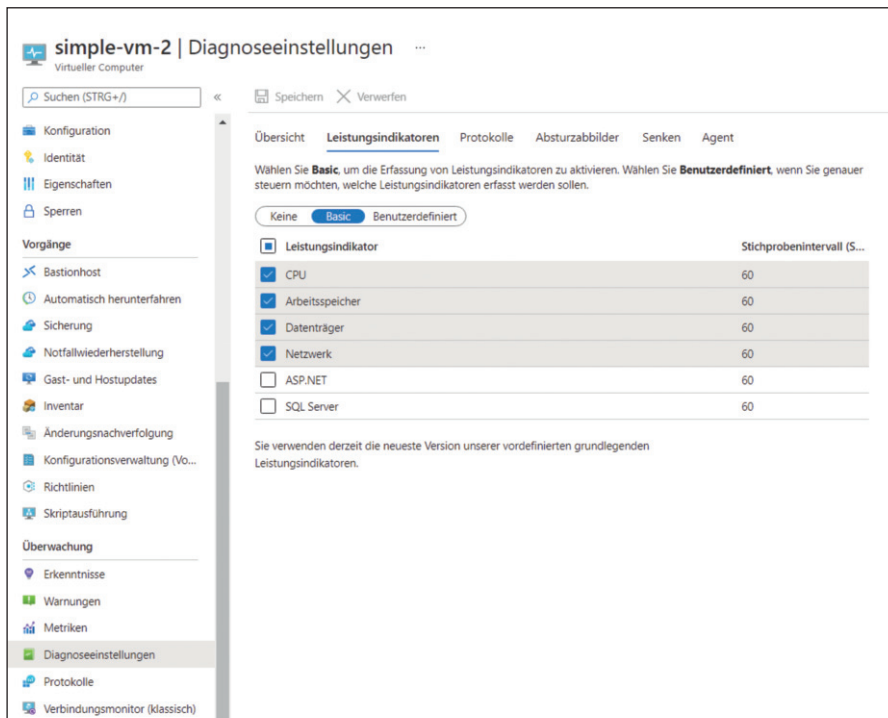 simple-vm-2 | Diagnoseeinstellungen ...
Virtueller Computer
Suchen (STRG+/)
«
Konfiguration
Identität
Eigenschaften
Sperren
Vorgänge
Bastionhost
Automatisch herunterfahren
Sicherung
Notfallwiederherstellung
Gast- und Hostupdates
Inventar
Änderungsnachverfolgung
Konfigurationsverwaltung (Vo...
Richtlinien
Skriptausführung
Überwachung
Erkenntnisse
Warnungen
Metriken
Diagnoseeinstellungen
Protokolle
Verbindungsmonitor (klassisch)
Speichern Verwerfen
Übersicht Leistungsindikatoren Protokolle Absturzabbilder Senken Agent
Wählen Sie Basic, um die Erfassung von Leistungsindikatoren zu aktivieren. Wählen Sie Benutzerdefiniert, wenn Sie genauer
steuern möchten, welche Leistungsindikatoren erfasst werden sollen.
Keine Basic Benutzerdefiniert
Leistungsindikator Stichprobenintervall (S...
CPU 60
Arbeitsspeicher 60
Datenträger 60
Netzwerk 60
ASP.NET 60
SQL Server 60
Sie verwenden derzeit die neueste Version unserer vordefinierten grundlegenden
Leistungsindikatoren.